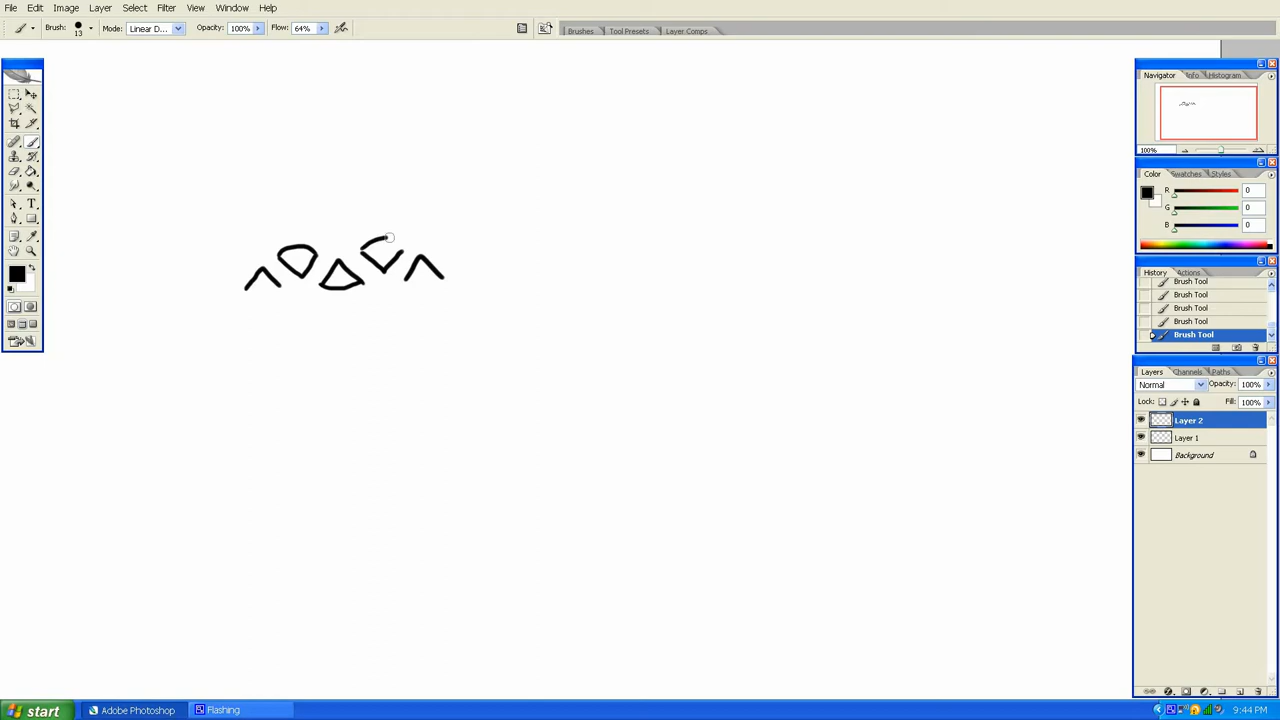 File Edit Image Layer Select Filter View Window Help
Brush: 13 Mode: Linear D... Opacity: 100% Flow: 64% Brushes Tool Presets Layer Comps
Navigator Info Histogram
100%
Color Swatches Styles
R 0
G 0
B 0
History Actions
Brush Tool
Brush Tool
Brush Tool
Brush Tool
Brush Tool
Layers Channels Paths
Normal Opacity: 100%
Lock: Fill: 100%
Layer 2
Layer 1
Background
start Adobe Photoshop Flashing 9:44 PM